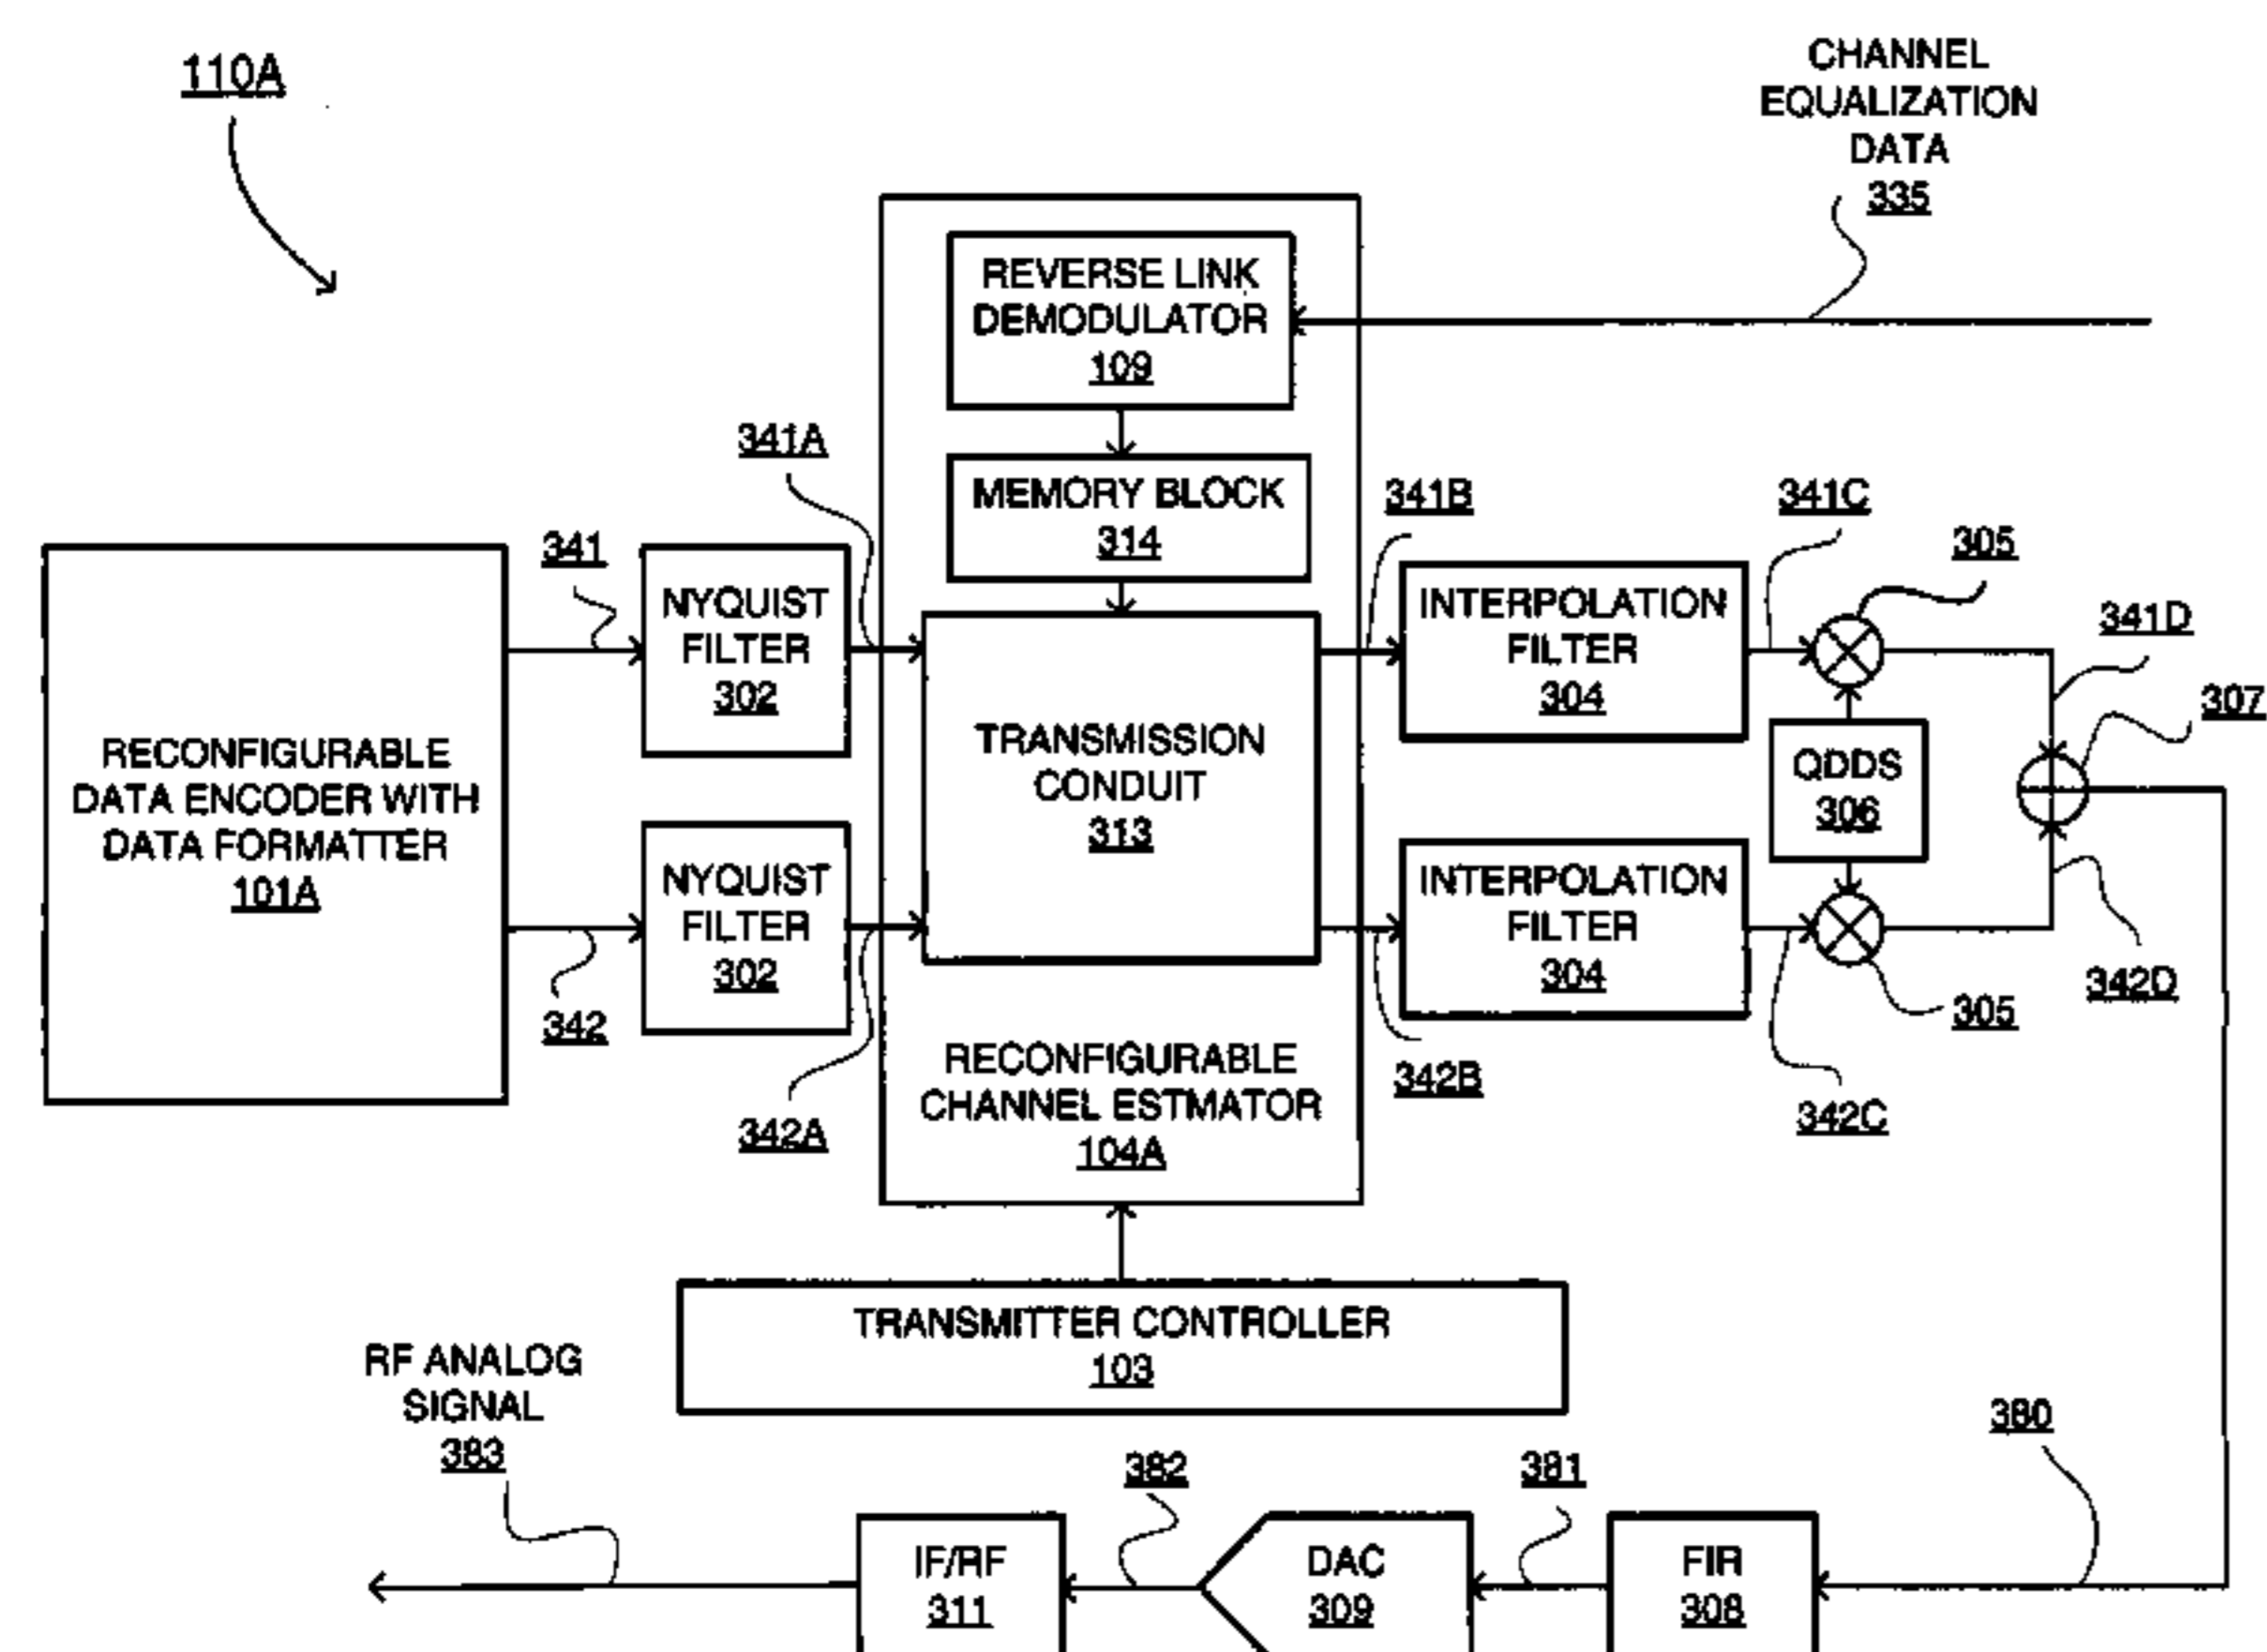 110A
CHANNEL
EQUALIZATION
DATA
335
REVERSE LINK
DEMODULATOR
109
341A
MEMORY BLOCK
314
341B
341C
305
341
NYQUIST
FILTER
302
INTERPOLATION
FILTER
304
341D
307
RECONFIGURABLE
DATA ENCODER WITH
DATA FORMATTER
101A
TRANSMISSION
CONDUIT
313
QDDS
306
NYQUIST
FILTER
302
INTERPOLATION
FILTER
304
342D
342
305
342A
RECONFIGURABLE
CHANNEL ESTMATOR
104A
342B
342C
TRANSMITTER CONTROLLER
103
RF ANALOG
SIGNAL
383
382
381
380
IF/RF
311
DAC
309
FIR
308